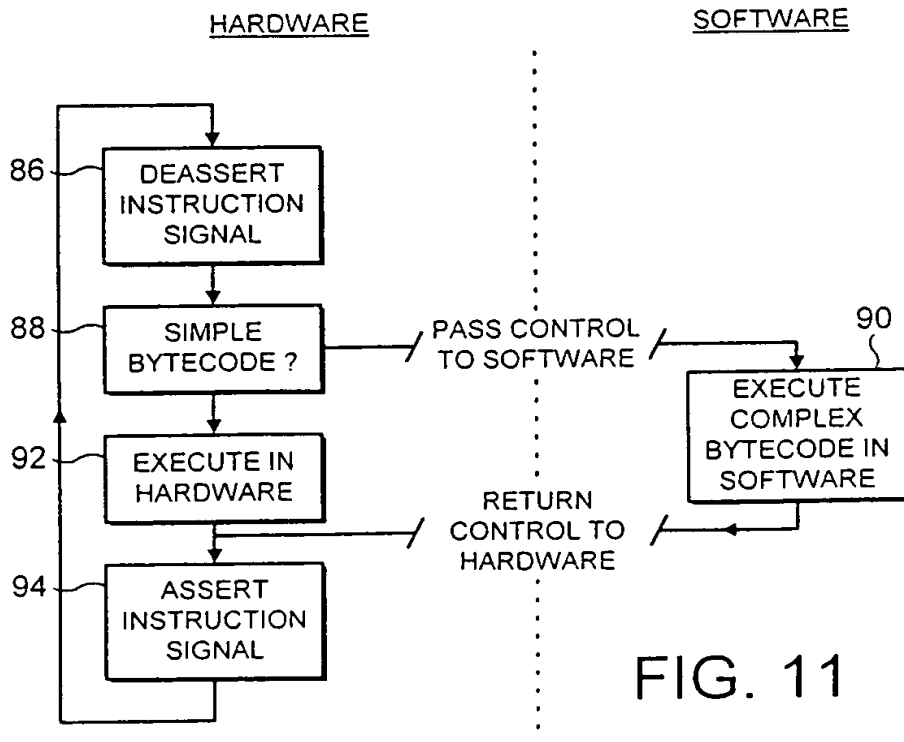 HARDWARE
SOFTWARE
86
DEASSERT
INSTRUCTION
SIGNAL
88
SIMPLE
BYTECODE ?
PASS CONTROL
TO SOFTWARE
90
EXECUTE
COMPLEX
BYTECODE IN
SOFTWARE
92
EXECUTE IN
HARDWARE
RETURN
CONTROL TO
HARDWARE
94
ASSERT
INSTRUCTION
SIGNAL
FIG. 11